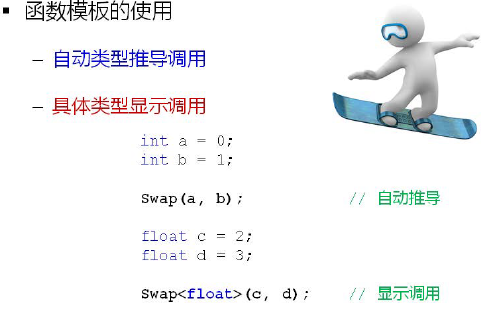 ▪ 函数模板的使用
– 自动类型推导调用
– 具体类型显示调用
int a = 0;
int b = 1;
Swap(a, b); // 自动推导
float c = 2;
float d = 3;
Swap<float>(c, d); // 显示调用